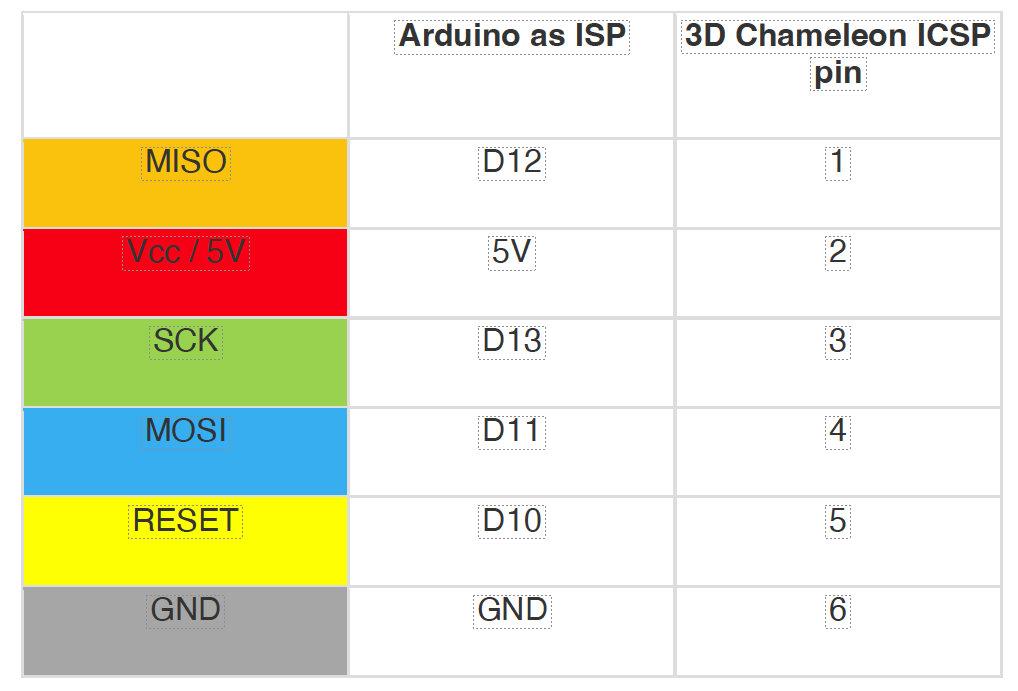 Arduino as ISP 3D Chameleon ICSP
pin
MISO D12 1
Vcc / 5V 5V 2
SCK D13 3
MOSI D11 4
RESET D10 5
GND GND 6